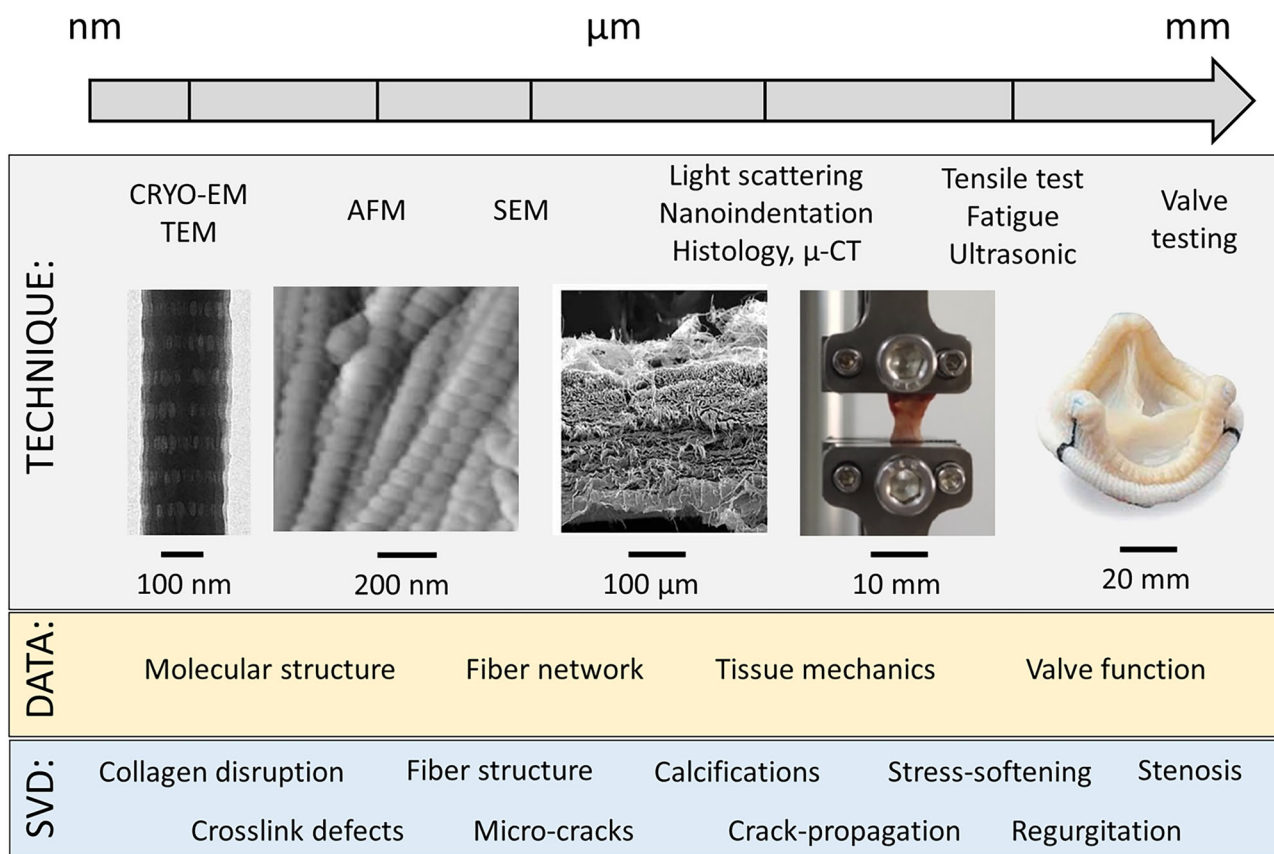 nm
µm
mm
TECHNIQUE:
CRYO-EM
TEM
AFM
SEM
Light scattering
Nanoindentation
Histology, µ-CT
Tensile test
Fatigue
Ultrasonic
Valve
testing
100 nm
200 nm
100 µm
10 mm
20 mm
DATA:
Molecular structure
Fiber network
Tissue mechanics
Valve function
SVD:
Collagen disruption
Fiber structure
Calcifications
Stress-softening
Stenosis
Crosslink defects
Micro-cracks
Crack-propagation
Regurgitation